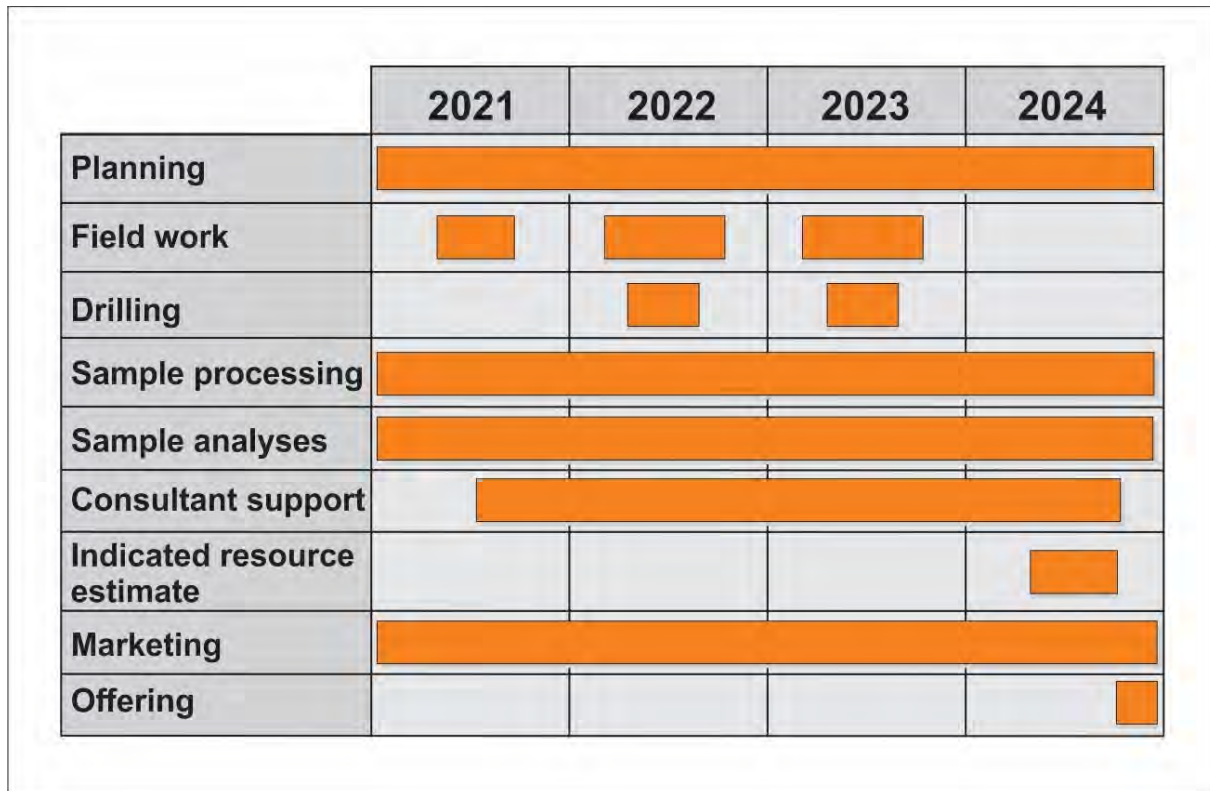 2021 2022 2023 2024
Planning
Field work
Drilling
Sample processing
Sample analyses
Consultant support
Indicated resource
estimate
Marketing
Offering